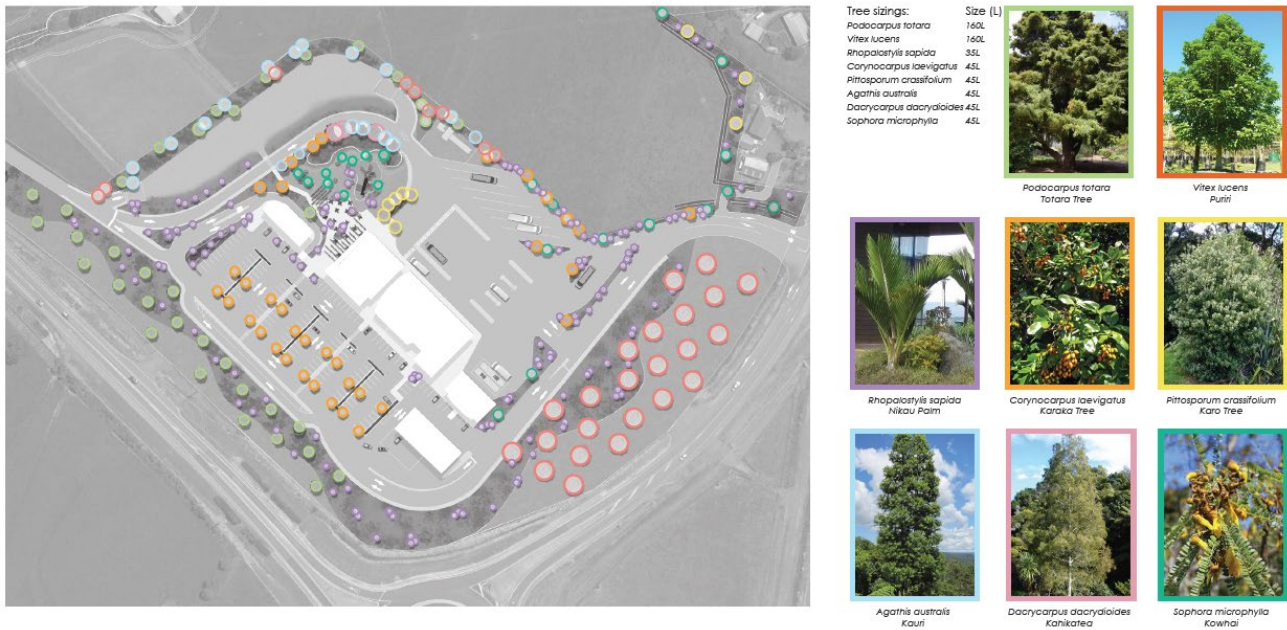 Tree sizings: Size (L)
Podocarpus totara 160L
Vitex lucens 160L
Rhopalostylis sapida 35L
Corynocarpus laevigatus 45L
Pittosporum crassifolium 45L
Agathis australis 45L
Dacrycarpus dacrydioides 45L
Sophora microphylla 45L
Podocarpus totara
Totara Tree
Vitex lucens
Puriri
Rhopalostylis sapida
Nikau Palm
Corynocarpus laevigatus
Karaka Tree
Pittosporum crassifolium
Karo Tree
Agathis australis
Kauri
Dacrycarpus dacrydioides
Kahikatea
Sophora microphylla
Kowhai